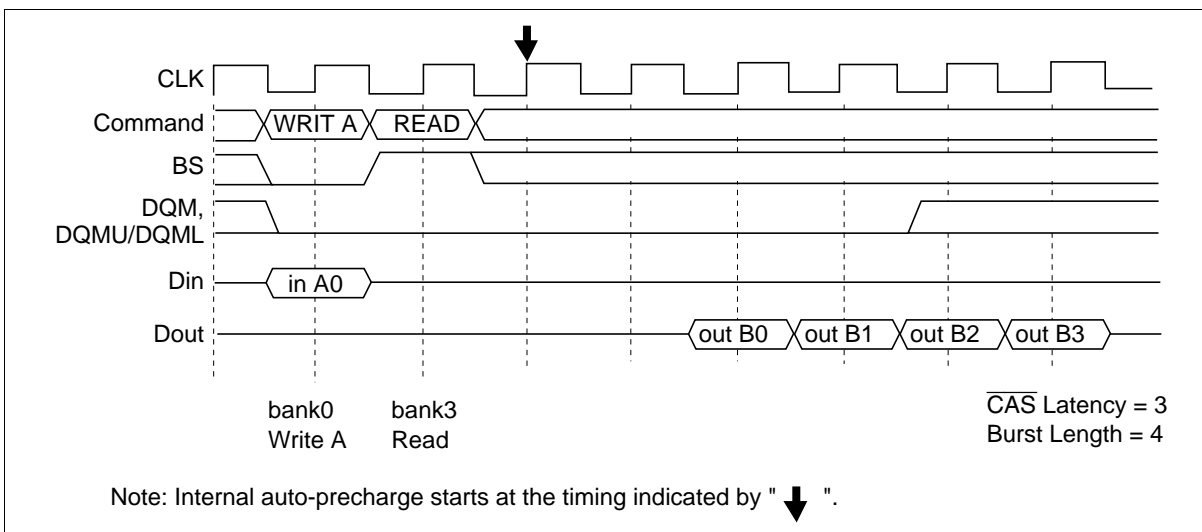 CLK
Command WRIT A READ
BS
DQM,
DQMU/DQML
Din in A0
Dout out B0 out B1 out B2 out B3
bank0 bank3 CAS Latency = 3
Write A Read Burst Length = 4
Note: Internal auto-precharge starts at the timing indicated by " ".